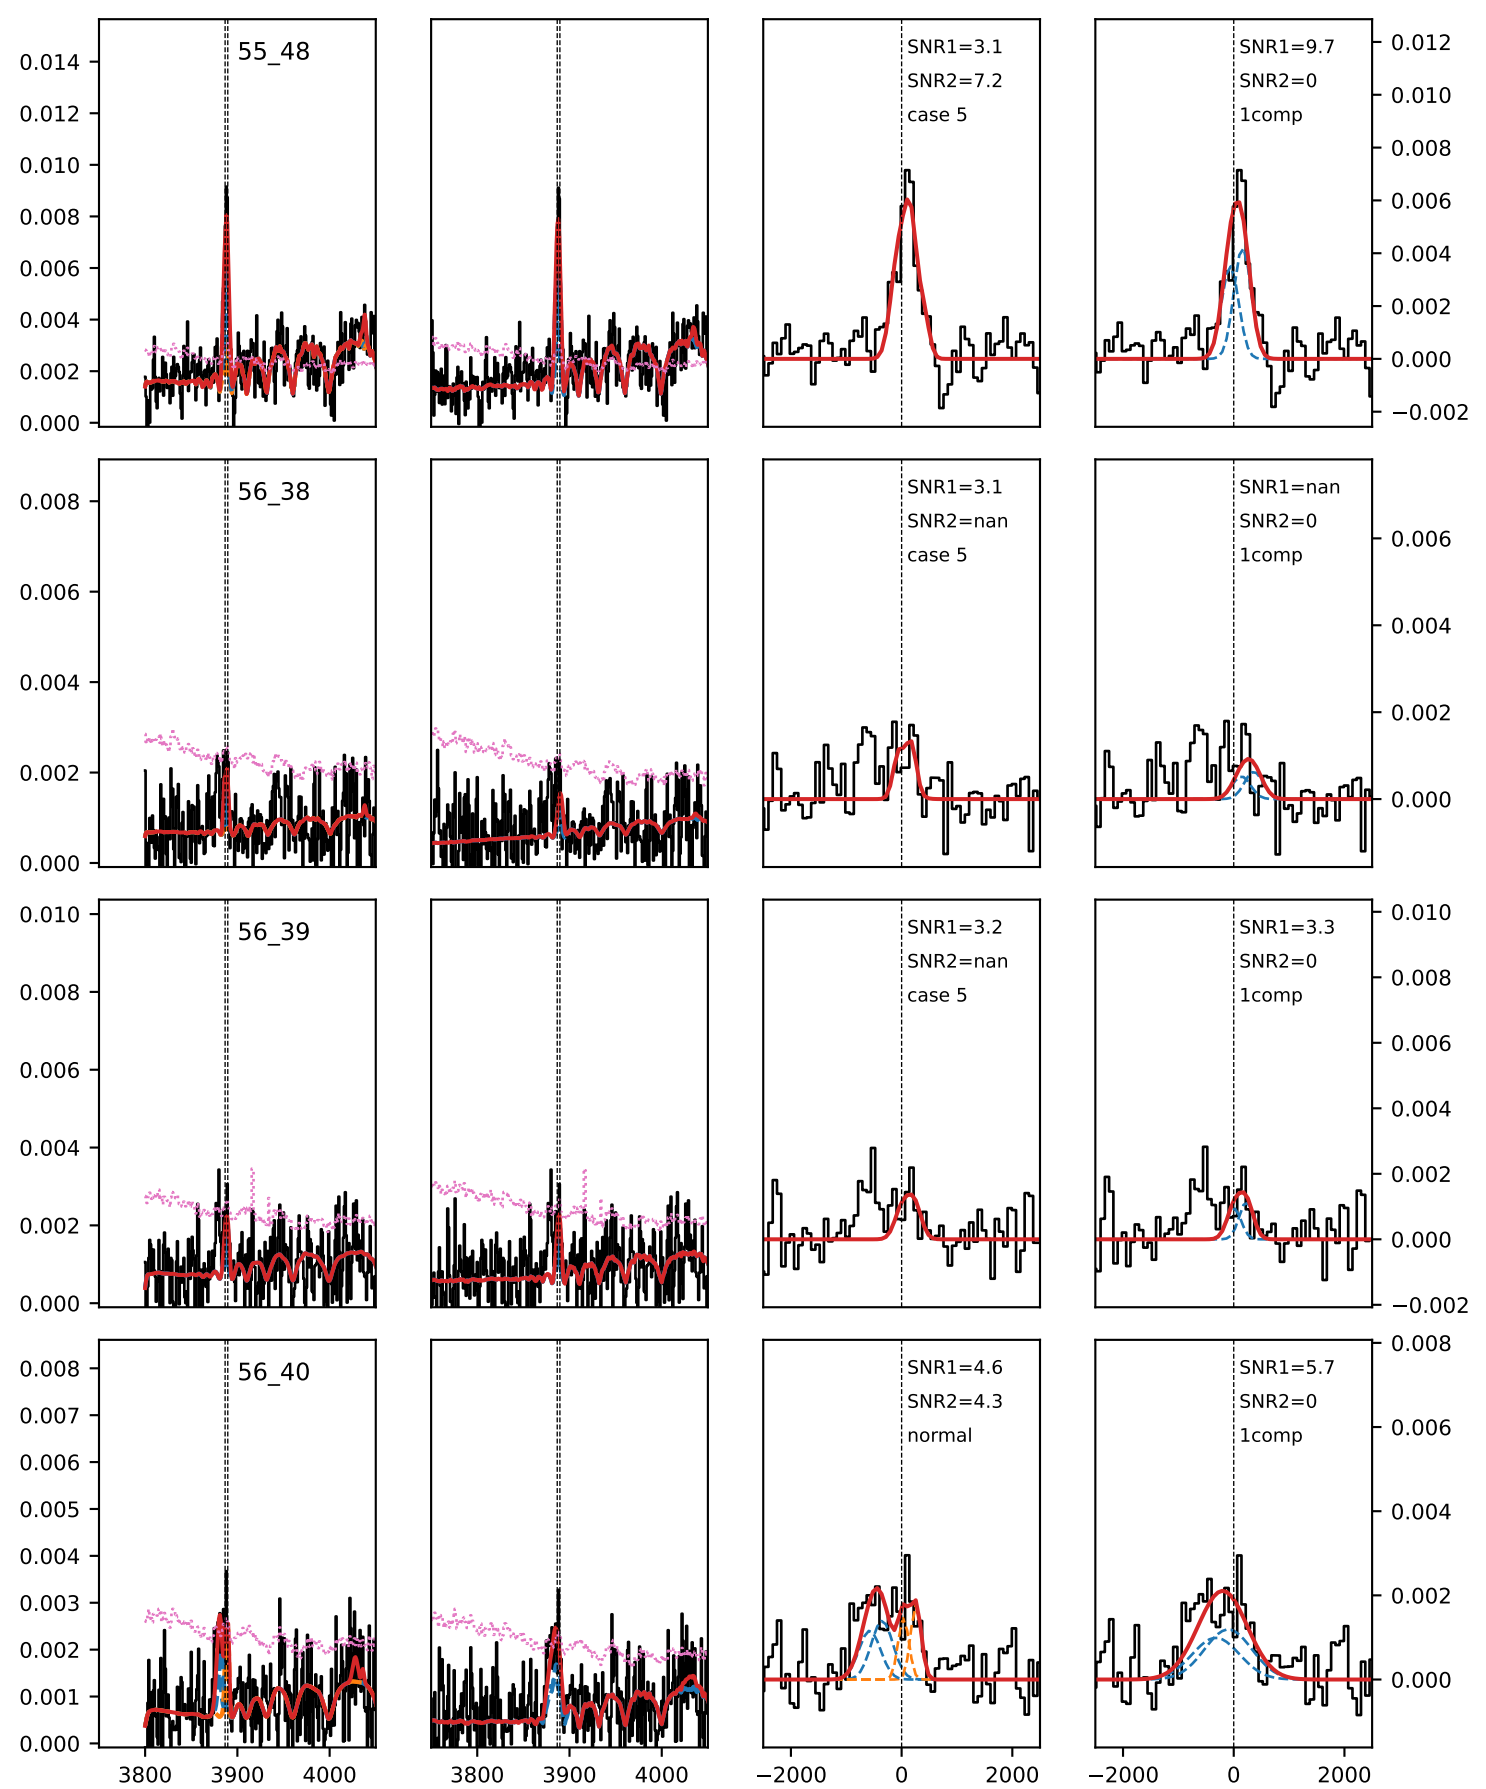 55_48
SNR1=3.1
SNR2=7.2
case 5
SNR1=9.7
SNR2=0
1comp
0.014
0.012
0.010
0.008
0.006
0.004
0.002
0.000
0.012
0.010
0.008
0.006
0.004
0.002
0.000
−0.002
56_38
SNR1=3.1
SNR2=nan
case 5
SNR1=nan
SNR2=0
1comp
0.008
0.006
0.004
0.002
0.000
0.006
0.004
0.002
0.000
56_39
SNR1=3.2
SNR2=nan
case 5
SNR1=3.3
SNR2=0
1comp
0.010
0.008
0.006
0.004
0.002
0.000
0.010
0.008
0.006
0.004
0.002
0.000
−0.002
56_40
SNR1=4.6
SNR2=4.3
normal
SNR1=5.7
SNR2=0
1comp
0.008
0.007
0.006
0.005
0.004
0.003
0.002
0.001
0.000
0.008
0.006
0.004
0.002
0.000
3800 3900 4000
3800 3900 4000
−2000 0 2000
−2000 0 2000